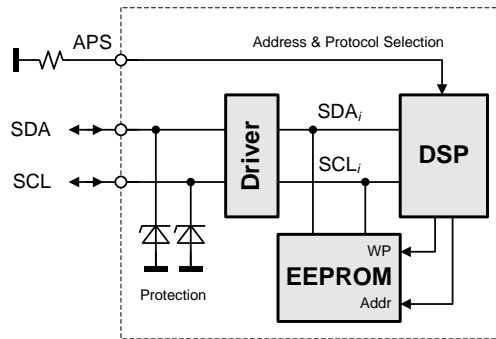 APS
Address & Protocol Selection
SDA
SDAi
Driver
DSP
SCL
SCLi
WP
EEPROM
Addr
Protection